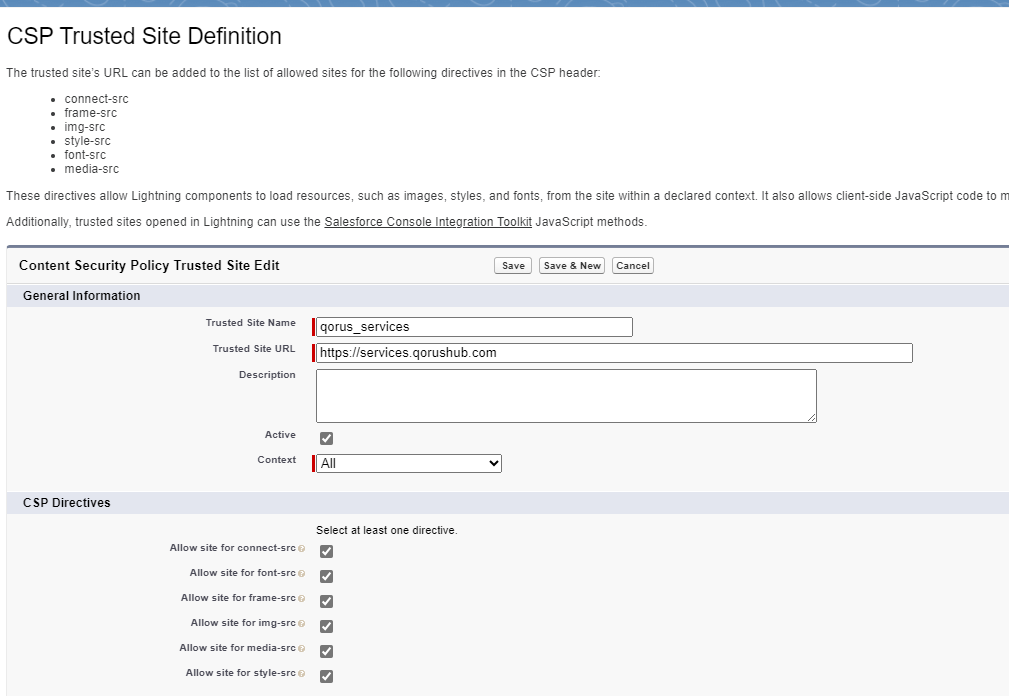 CSP Trusted Site Definition
The trusted site's URL can be added to the list of allowed sites for the following directives in the CSP header:
connect-src
frame-src
img-src
style-src
font-src
media-src
These directives allow Lightning components to load resources, such as images, styles, and fonts, from the site within a declared context. It also allows client-side JavaScript code to m
Additionally, trusted sites opened in Lightning can use the Salesforce Console Integration Toolkit JavaScript methods.
Content Security Policy Trusted Site Edit Save Save & New Cancel
General Information
Trusted Site Name qorus_services
Trusted Site URL https://services.qorushub.com
Description
Active
Context All
CSP Directives
Select at least one directive.
Allow site for connect-src
Allow site for font-src
Allow site for frame-src
Allow site for img-src
Allow site for media-src
Allow site for style-src